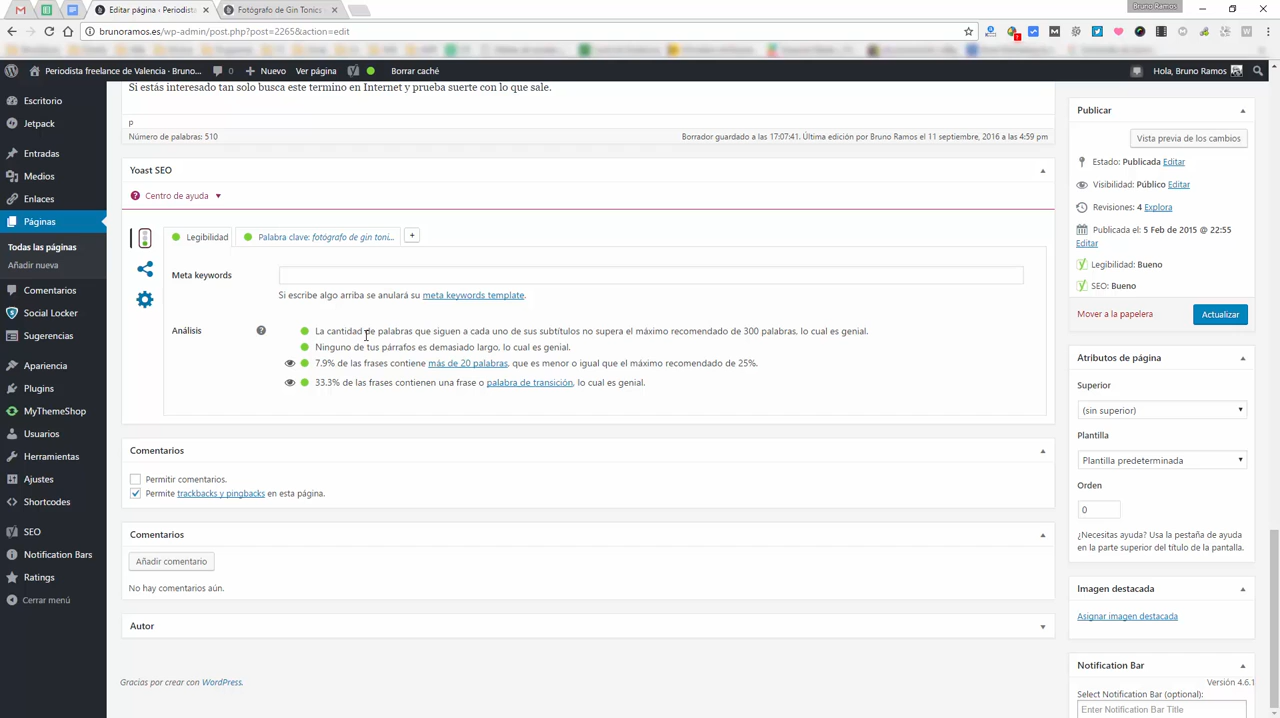 Bruno Ramos
Editar página ‹ Periodista
Fotógrafo de Gin Tonics
brunoramos.es/wp-admin/post.php?post=2265&action=edit
Periodista freelance de Valencia - Bruno...
0
Nuevo
Ver página
Borrar caché
Hola, Bruno Ramos
Escritorio
Jetpack
Entradas
Medios
Enlaces
Páginas
Todas las páginas
Añadir nueva
Comentarios
Social Locker
Sugerencias
Apariencia
Plugins
MyThemeShop
Usuarios
Herramientas
Ajustes
Shortcodes
SEO
Notification Bars
Ratings
Cerrar menú
Si estás interesado tan solo busca este termino en Internet y prueba suerte con lo que sale.
p
Número de palabras: 510
Borrador guardado a las 17:07:41. Última edición por Bruno Ramos el 11 septiembre, 2016 a las 4:59 pm
Yoast SEO
Centro de ayuda
Legibilidad
Palabra clave: fotógrafo de gin toni...
+
Meta keywords
Si escribe algo arriba se anulará su meta keywords template.
Análisis
La cantidad de palabras que siguen a cada uno de sus subtítulos no supera el máximo recomendado de 300 palabras, lo cual es genial.
Ninguno de tus párrafos es demasiado largo, lo cual es genial.
7.9% de las frases contiene más de 20 palabras, que es menor o igual que el máximo recomendado de 25%.
33.3% de las frases contienen una frase o palabra de transición, lo cual es genial.
Comentarios
Permitir comentarios.
Permite trackbacks y pingbacks en esta página.
Comentarios
Añadir comentario
No hay comentarios aún.
Autor
Gracias por crear con WordPress.
Publicar
Vista previa de los cambios
Estado: Publicada Editar
Visibilidad: Público Editar
Revisiones: 4 Explora
Publicada el: 5 Feb de 2015 @ 22:55
Editar
Legibilidad: Bueno
SEO: Bueno
Mover a la papelera
Actualizar
Atributos de página
Superior
(sin superior)
Plantilla
Plantilla predeterminada
Orden
0
¿Necesitas ayuda? Usa la pestaña de ayuda
en la parte superior del título de la pantalla.
Imagen destacada
Asignar imagen destacada
Notification Bar
Versión 4.6.1
Select Notification Bar (optional):
Enter Notification Bar Title